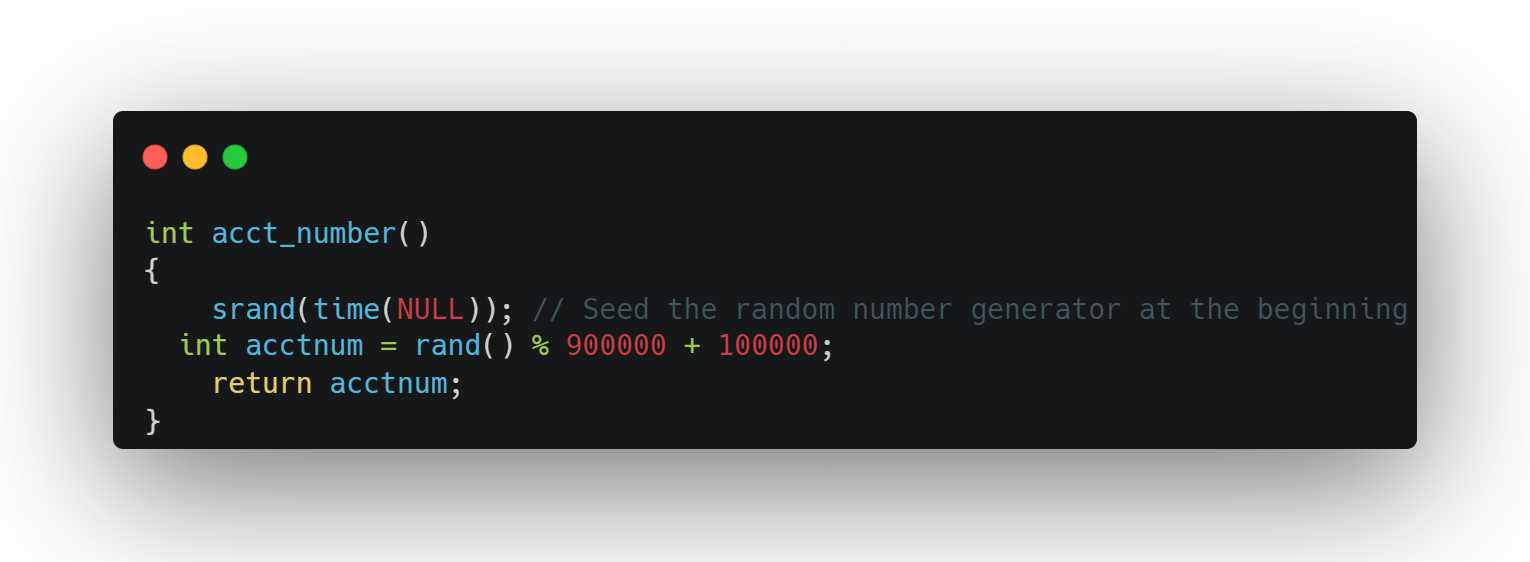 int acct_number()
{
    srand(time(NULL)); // Seed the random number generator at the beginning
  int acctnum = rand() % 900000 + 100000;
    return acctnum;
}